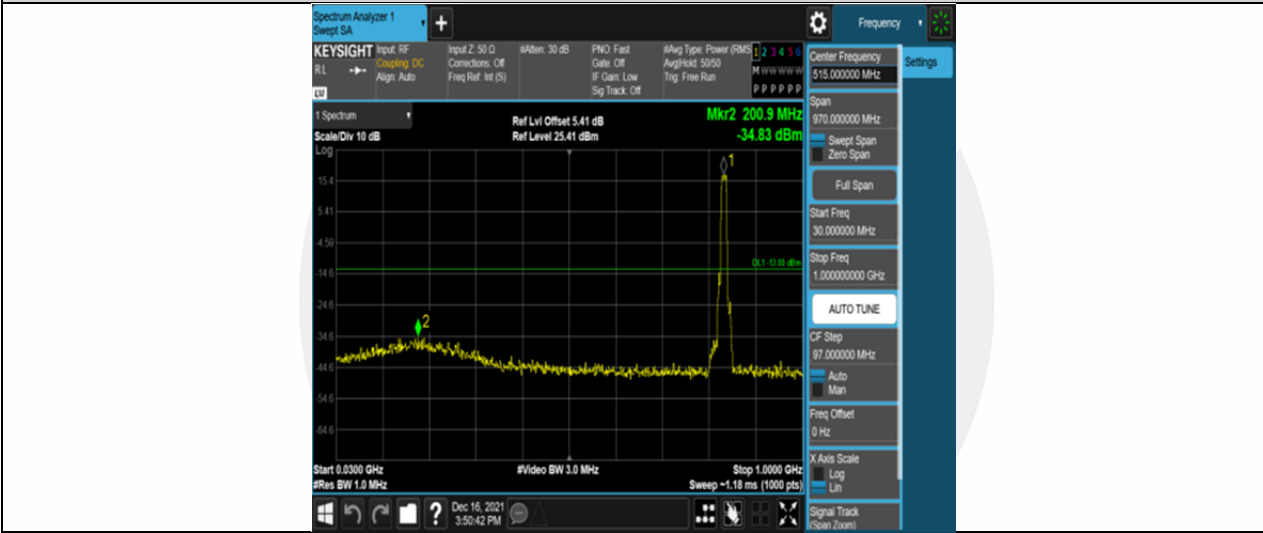 Spectrum Analyzer 1
Swept SA
+
Frequency
KEYSIGHT
RL
LV
Input: RF
Coupling: DC
Align: Auto
Input Z: 50 Ω
Corrections: Off
Freq Ref: Int (S)
#Atten: 30 dB
PNO: Fast
Gate: Off
IF Gain: Low
Sig Track: Off
#Avg Type: Power (RMS
Avg|Hold: 50/50
Trig: Free Run
1 2 3 4 5 6
M W W W W W
P P P P P P
1 Spectrum
Scale/Div 10 dB
Ref Lvl Offset 5.41 dB
Ref Level 25.41 dBm
Mkr2 200.9 MHz
-34.83 dBm
Log
15.4
5.41
-4.59
-14.6
-24.6
-34.6
-44.6
-54.6
-64.6
1
2
DL1 -13.00 dBm
Start 0.0300 GHz
#Res BW 1.0 MHz
#Video BW 3.0 MHz
Stop 1.0000 GHz
Sweep ~1.18 ms (1000 pts)
?
Dec 16, 2021
3:50:42 PM
Center Frequency
515.000000 MHz
Settings
Span
970.000000 MHz
Swept Span
Zero Span
Full Span
Start Freq
30.000000 MHz
Stop Freq
1.000000000 GHz
AUTO TUNE
CF Step
97.000000 MHz
Auto
Man
Freq Offset
0 Hz
X Axis Scale
Log
Lin
Signal Track
(Span Zoom)